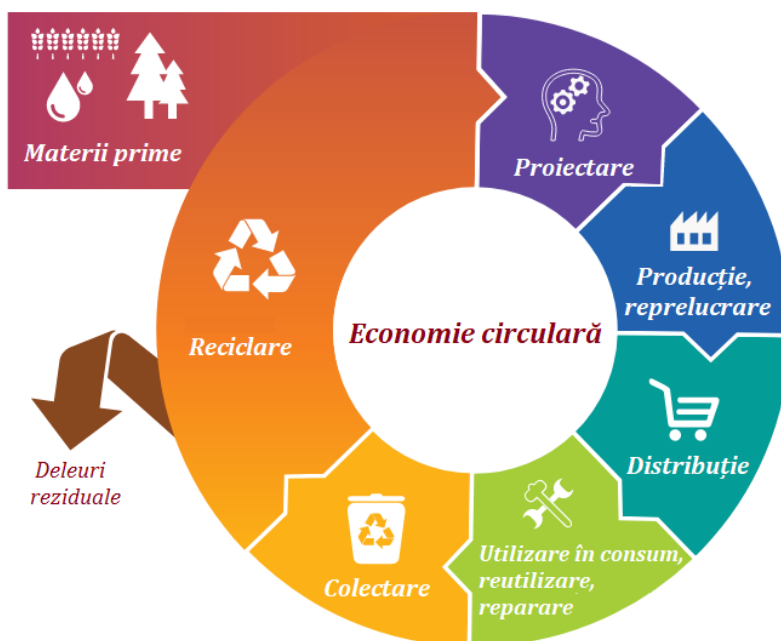 Materii prime
Proiectare
Producție,
reprelucrare
Distribuție
Utilizare în consum,
reutilizare,
reparare
Colectare
Reciclare
Deleuri
reziduale
Economie circulară